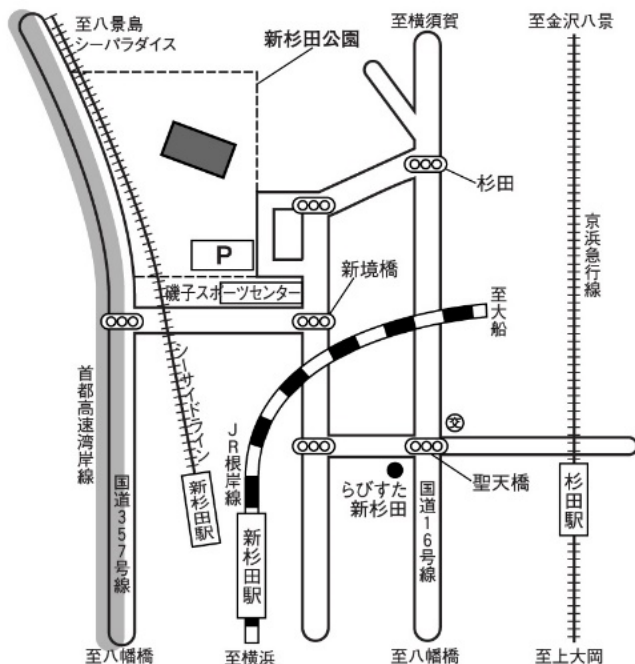 至八景島
シーパラダイス
新杉田公園
至横須賀
至金沢八景
杉田
京浜急行線
P
磯子スポーツセンター
新境橋
至大船
シーサイドライン
首都高速湾岸線
国道357号線
新杉田駅
JR根岸線
新杉田駅
文
らびすた
新杉田
国道16号線
聖天橋
杉田駅
至八幡橋
至横浜
至八幡橋
至上大岡